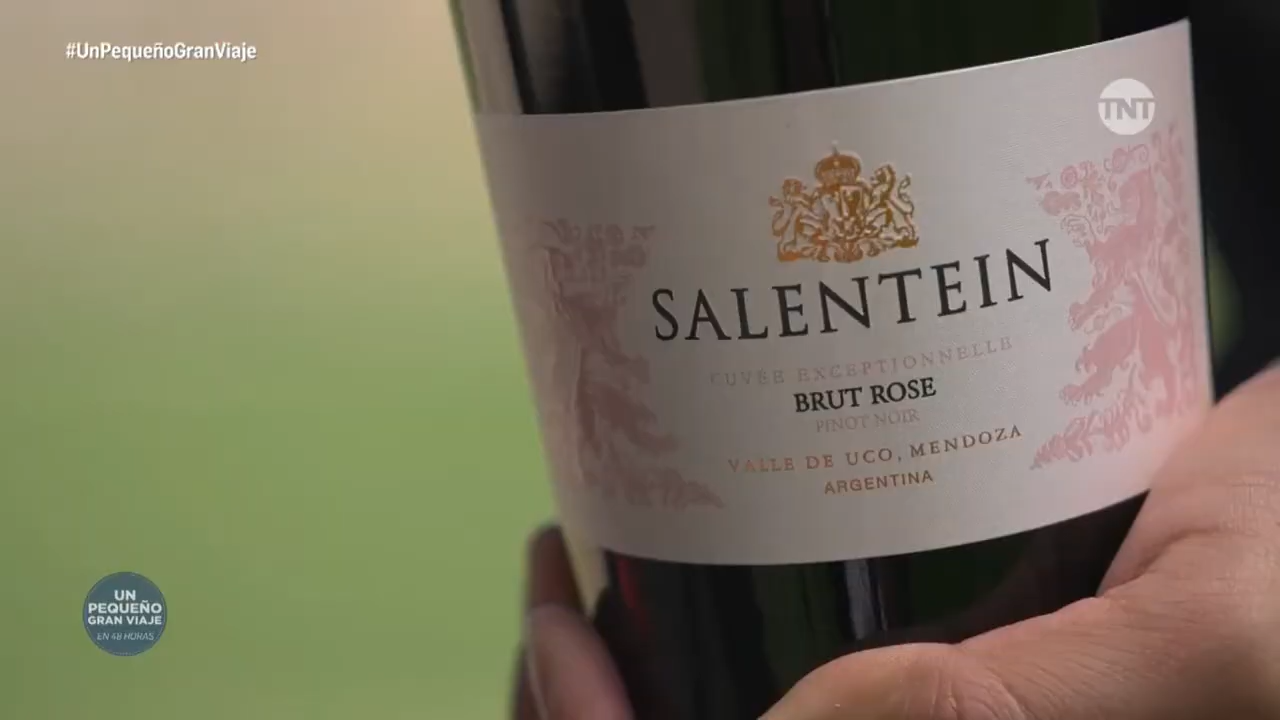 #UnPequeñoGranViaje
TNT
SALENTEIN
CUVÉE EXCEPTIONNELLE
BRUT ROSE
PINOT NOIR
VALLE DE UCO, MENDOZA
ARGENTINA
UN
PEQUEÑO
GRAN VIAJE
EN 48 HORAS